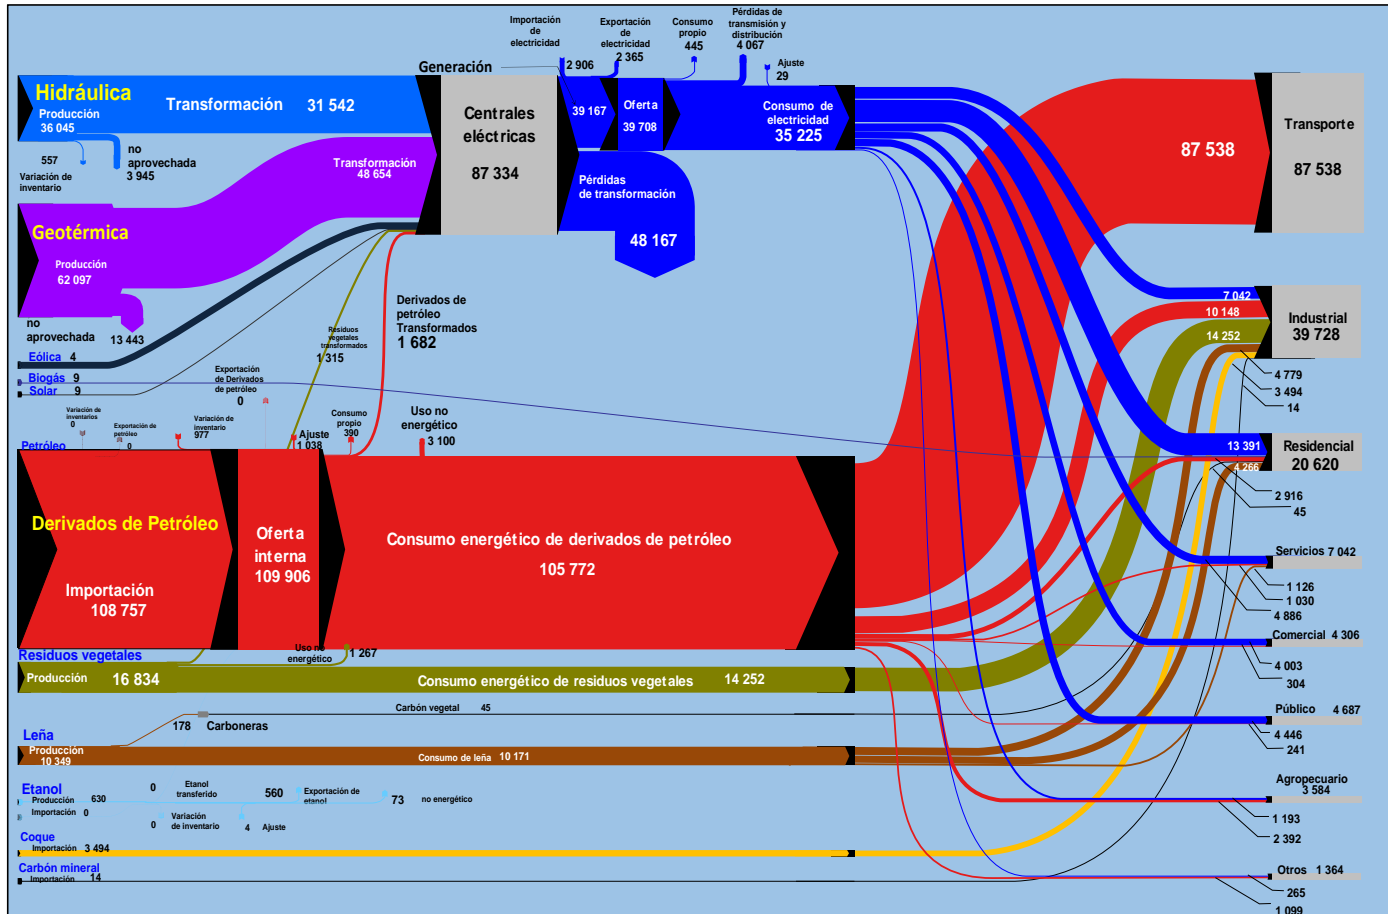 Importación
de
electricidad
2 906
Exportación
de
electricidad
2 365
Consumo
propio
445
Pérdidas de
transmisión y
distribución
4 067
Ajuste
29
Generación
Hidráulica
Producción
36 045
Transformación 31 542
557
Variación de
inventario
no
aprovechada
3 945
Centrales
eléctricas
87 334
39 167
Oferta
39 708
Consumo de
electricidad
35 225
Transformación
48 654
Pérdidas
de transformación
48 167
Geotérmica
Producción
62 097
no
aprovechada
13 443
Eólica 4
Biogás 9
Solar 9
Residuos
vegetales
transformados
1 315
Derivados de
petróleo
Transformados
1 682
Exportación
de Derivados
de petróleo
0
Variación de
inventarios
0
Exportación de
petróleo
0
Variación de
inventario
977
Ajuste
1 038
Consumo
propio
390
Uso no
energético
3 100
Petróleo
Derivados de Petróleo
Importación
108 757
Oferta
interna
109 906
Consumo energético de derivados de petróleo
105 772
Residuos vegetales
Producción 16 834
Uso no
energético
1 267
Consumo energético de residuos vegetales 14 252
178 Carboneras
Carbón vegetal 45
Leña
Producción
10 349
Consumo de leña 10 171
Etanol
Producción 630
Importación 0
0
Etanol
transferido
560
Exportación de
etanol
73 no energético
0
Variación
de inventario
4 Ajuste
Coque
Importación 3 494
Carbón mineral
Importación 14
87 538
Transporte
87 538
7 042
10 148
14 252
Industrial
39 728
4 779
3 494
14
13 391
4 266
Residencial
20 620
2 916
45
Servicios 7 042
1 126
1 030
4 886
Comercial 4 306
4 003
304
Público 4 687
4 446
241
Agropecuario
3 584
1 193
2 392
Otros 1 364
265
1 099